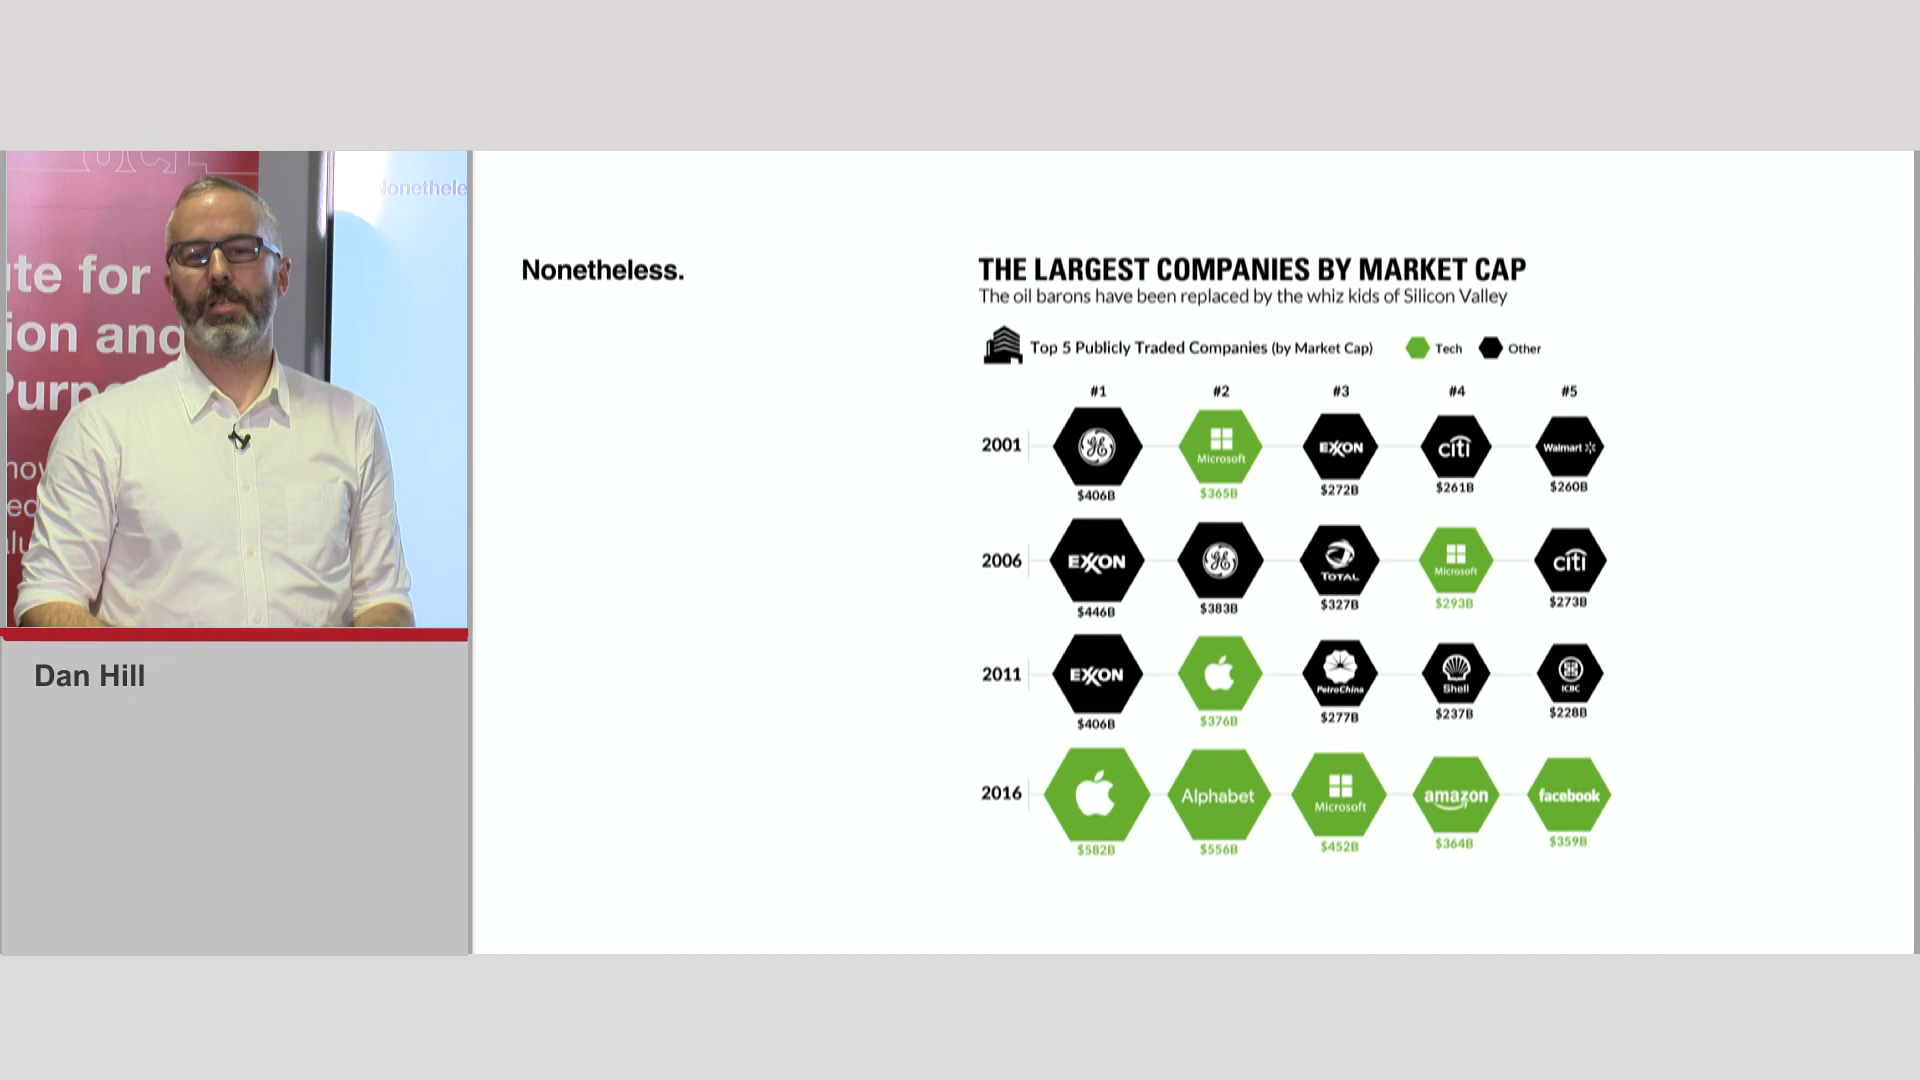 Nonethele
te for
ion and
Purp
Dan Hill
Nonetheless.
THE LARGEST COMPANIES BY MARKET CAP
The oil barons have been replaced by the whiz kids of Silicon Valley
Top 5 Publicly Traded Companies (by Market Cap) Tech Other
#1 #2 #3 #4 #5
2001 GE Microsoft EXXON citi Walmart
$406B $365B $272B $261B $260B
2006 EXXON GE TOTAL Microsoft citi
$446B $383B $327B $293B $273B
2011 EXXON PetroChina Shell ICBC
$406B $376B $277B $237B $228B
2016 Alphabet Microsoft amazon facebook
$582B $556B $452B $364B $359B